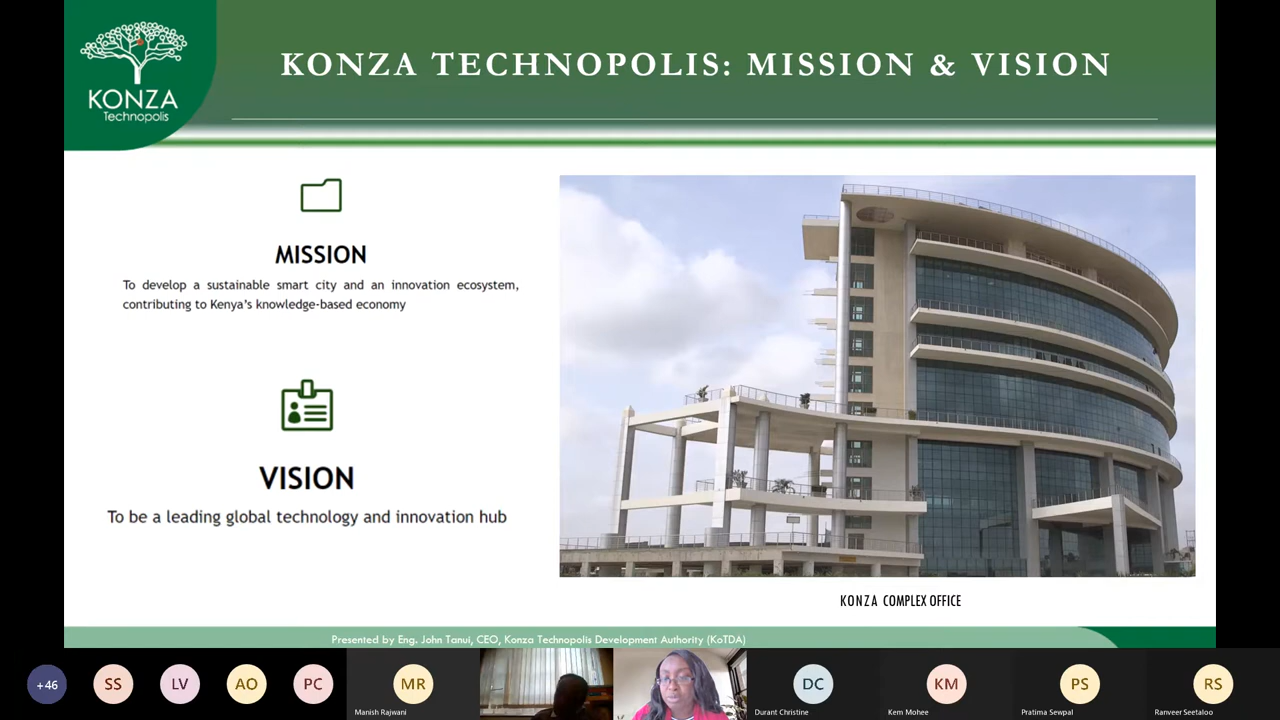 KONZA
Technopolis
KONZA TECHNOPOLIS: MISSION & VISION
MISSION
To develop a sustainable smart city and an innovation ecosystem,
contributing to Kenya's knowledge-based economy
VISION
To be a leading global technology and innovation hub
KONZA COMPLEX OFFICE
Presented by Eng. John Tanui, CEO, Konza Technopolis Development Authority (KoTDA)
+46
SS
LV
AO
PC
MR
Manish Rajwani
DC
Durant Christine
KM
Kem Mohee
PS
Pratima Sewpal
RS
Ranveer Seetaloo